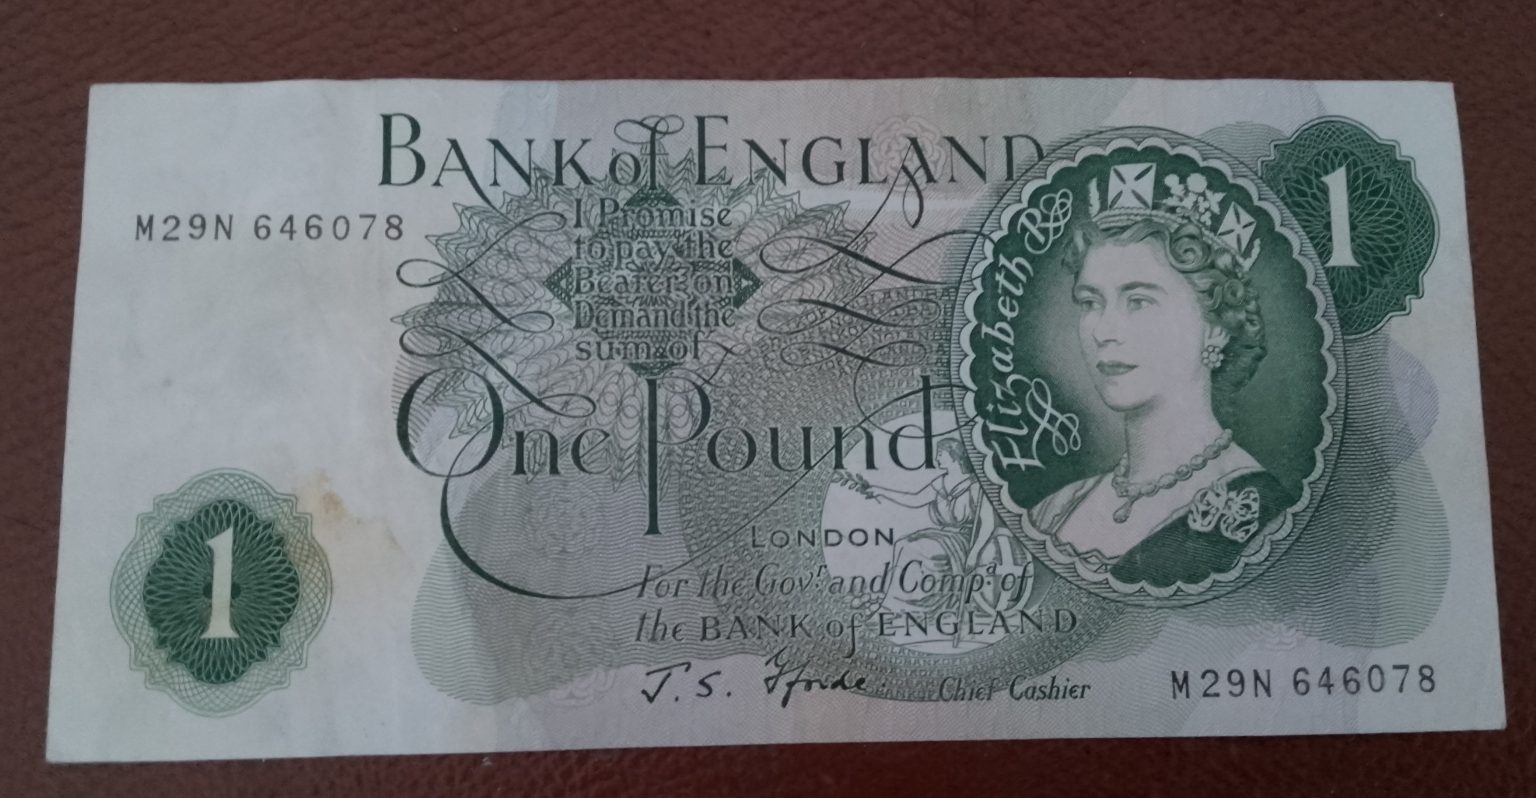 BANK of ENGLAND
1
M29N 646078
I Promise
to pay the
Bearer on
Demand the
sum of
One Pound
Elizabeth R
LONDON
For the Govr. and Compa. of
the BANK of ENGLAND
1
J. S. Fforde
Chief Cashier
M29N 646078